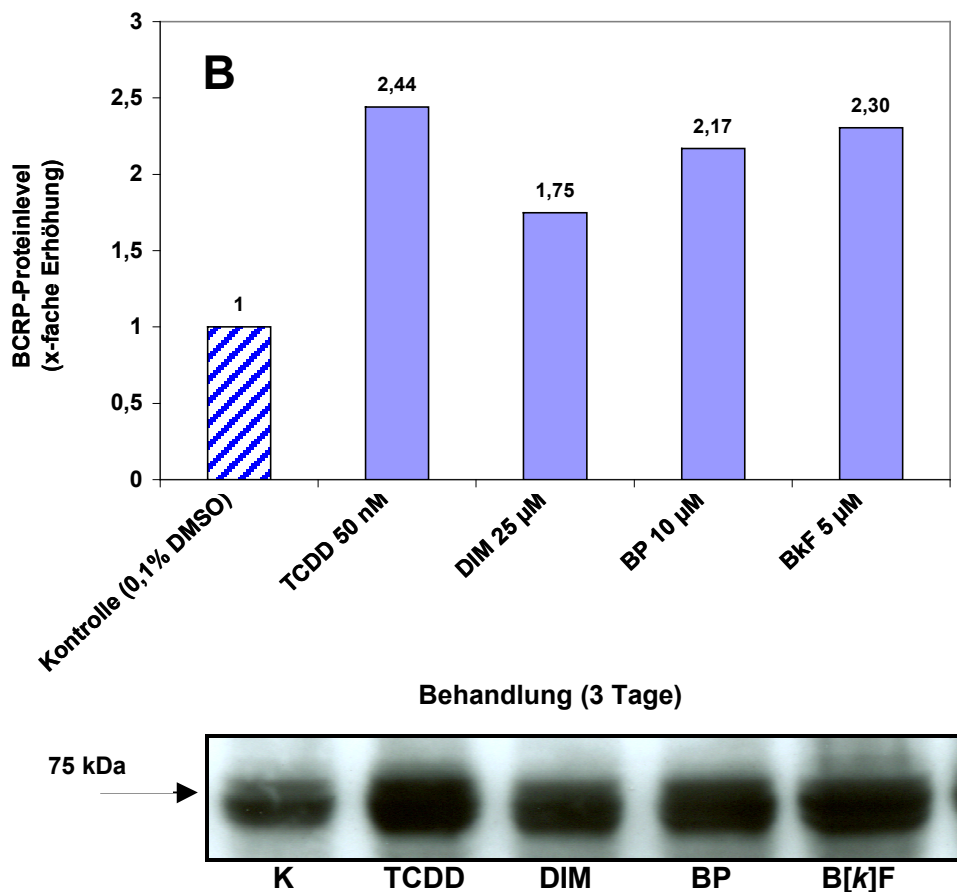 B
BCRP-Proteinlevel
(x-fache Erhöhung)
3
2,5
2
1,5
1
0,5
0
1
2,44
1,75
2,17
2,30
Kontrolle (0,1% DMSO)
TCDD 50 nM
DIM 25 µM
BP 10 µM
BkF 5 µM
Behandlung (3 Tage)
75 kDa
K TCDD DIM BP B[k]F